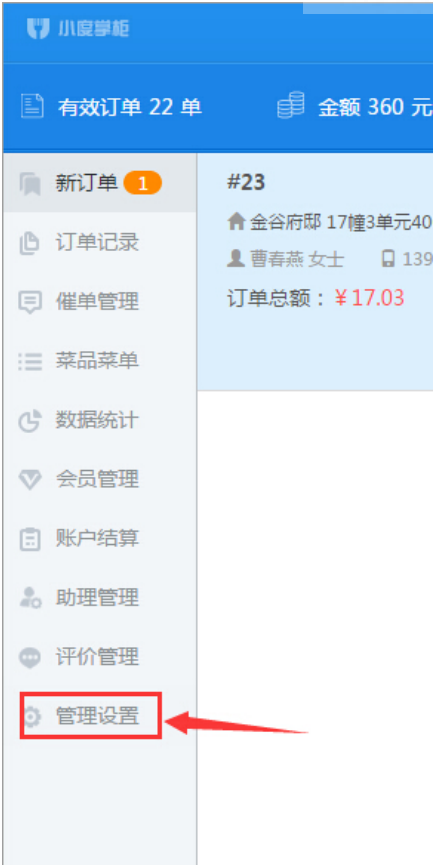 小度掌柜
有效订单 22 单 金额 360 元
新订单 1
订单记录
催单管理
菜品菜单
数据统计
会员管理
账户结算
助理管理
评价管理
管理设置
#23
金谷府邸 17幢3单元40
曹春燕 女士 139
订单总额：￥17.03